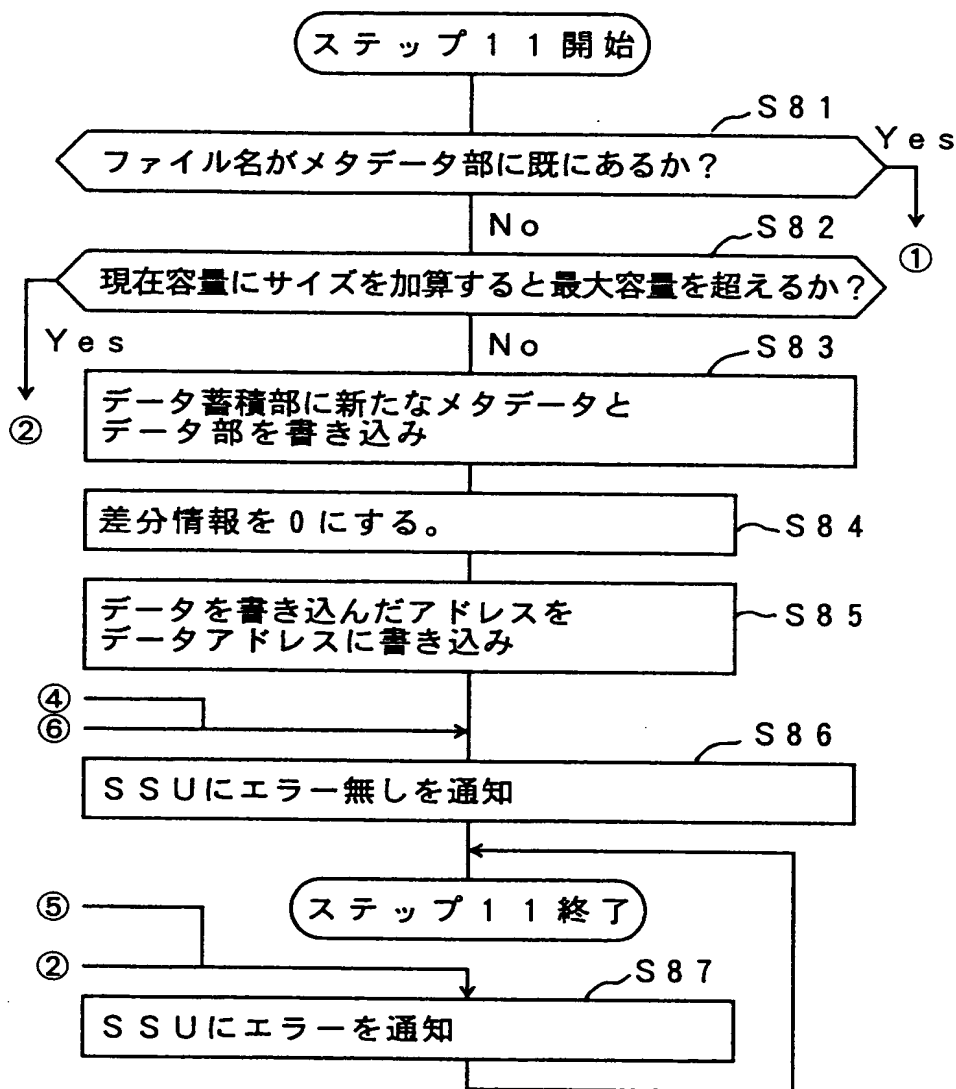 ステップ11開始
S81
Yes
ファイル名がメタデータ部に既にあるか?
No
S82
①
現在容量にサイズを加算すると最大容量を超えるか?
Yes
No
S83
②
データ蓄積部に新たなメタデータと
データ部を書き込み
差分情報を0にする。
S84
データを書き込んだアドレスを
データアドレスに書き込み
S85
④
⑥
S86
SSUにエラー無しを通知
ステップ11終了
⑤
②
S87
SSUにエラーを通知